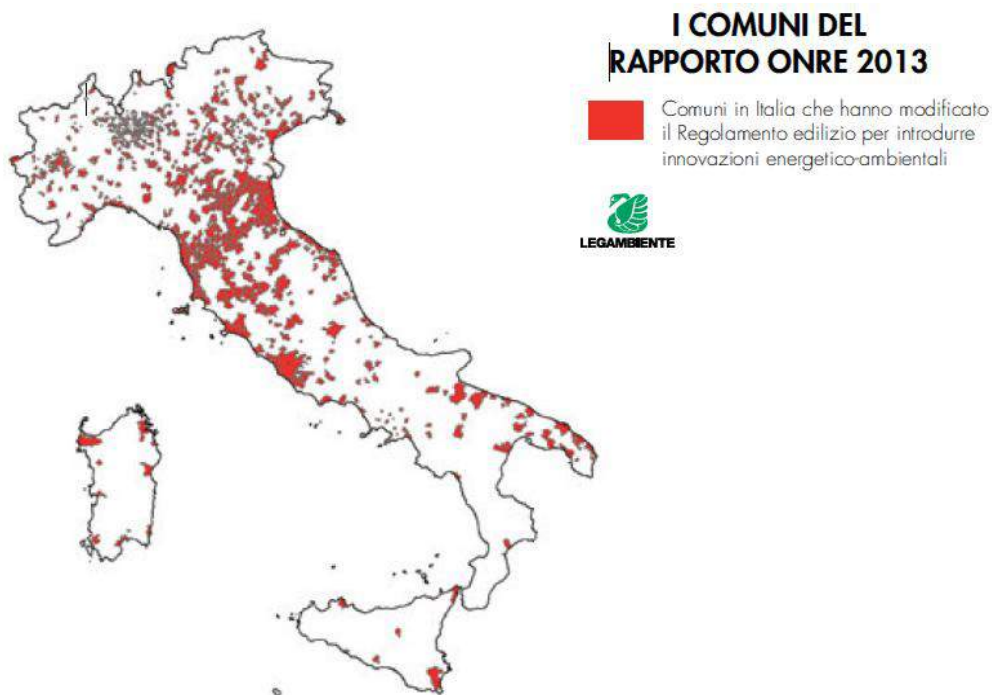 I COMUNI DEL
RAPPORTO ONRE 2013
Comuni in Italia che hanno modificato
il Regolamento edilizio per introdurre
innovazioni energetico-ambientali
LEGAMBIENTE